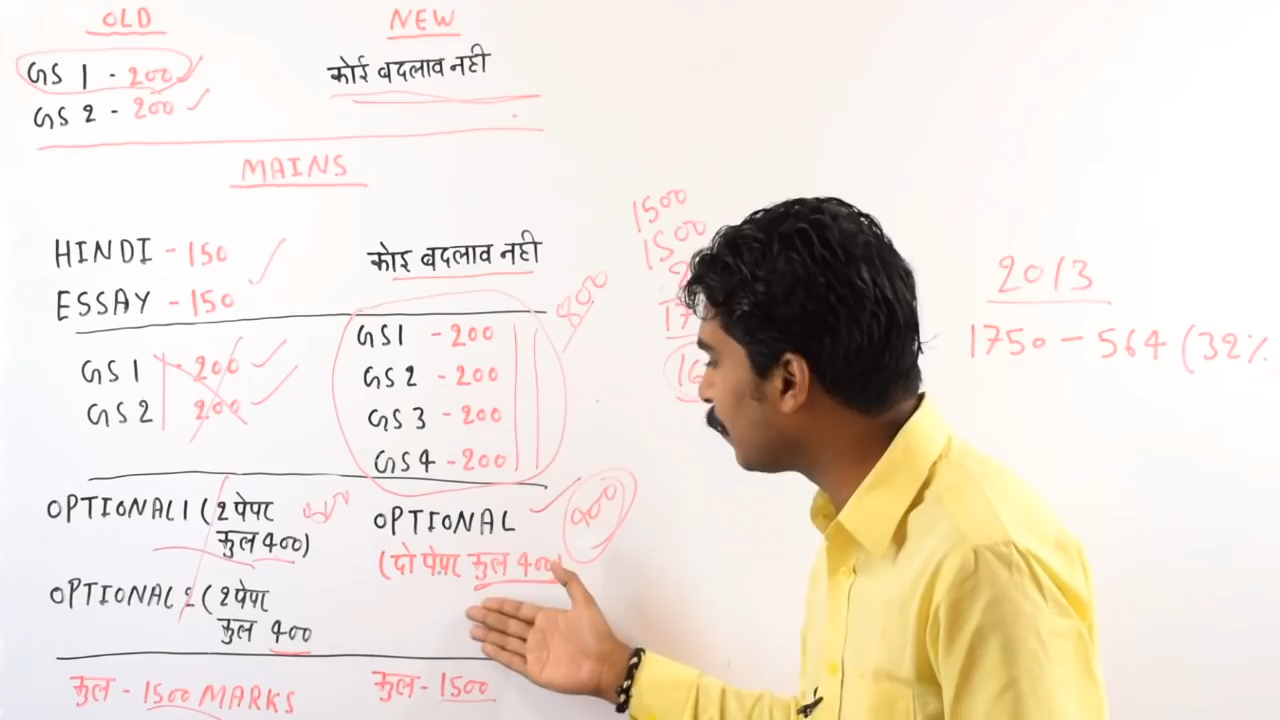 OLD NEW
GS 1 - 200 कोई बदलाव नही
GS 2 - 200
MAINS
HINDI - 150 कोइ बदलाव नही
ESSAY - 150
GS 1 - 200 GS1 - 200
GS 2 200 GS 2 - 200
GS 3 - 200
GS4 - 200
800
OPTIONAL 1 (2 पेपर OPTIONAL
कुल 400) (दो पेपर कुल 400)
400
OPTIONAL 2 (2 पेपर
कुल 400
कुल - 1500 MARKS कुल - 1500
1500
1500
2013
1750 - 564 (32%